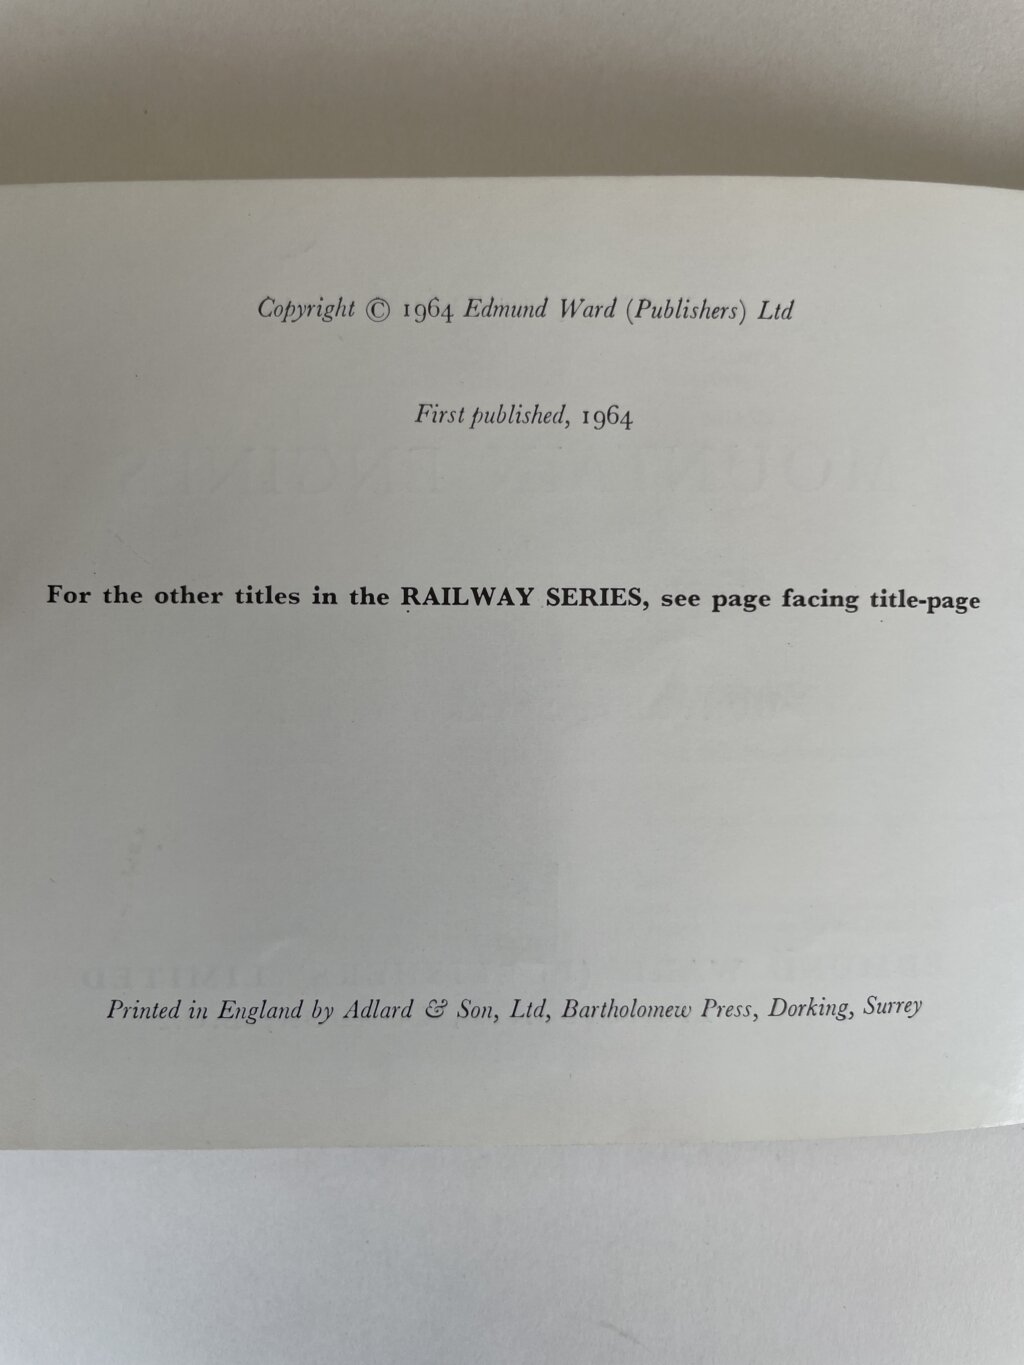 Copyright © 1964 Edmund Ward (Publishers) Ltd
First published, 1964
For the other titles in the RAILWAY SERIES, see page facing title-page
Printed in England by Adlard & Son, Ltd, Bartholomew Press, Dorking, Surrey